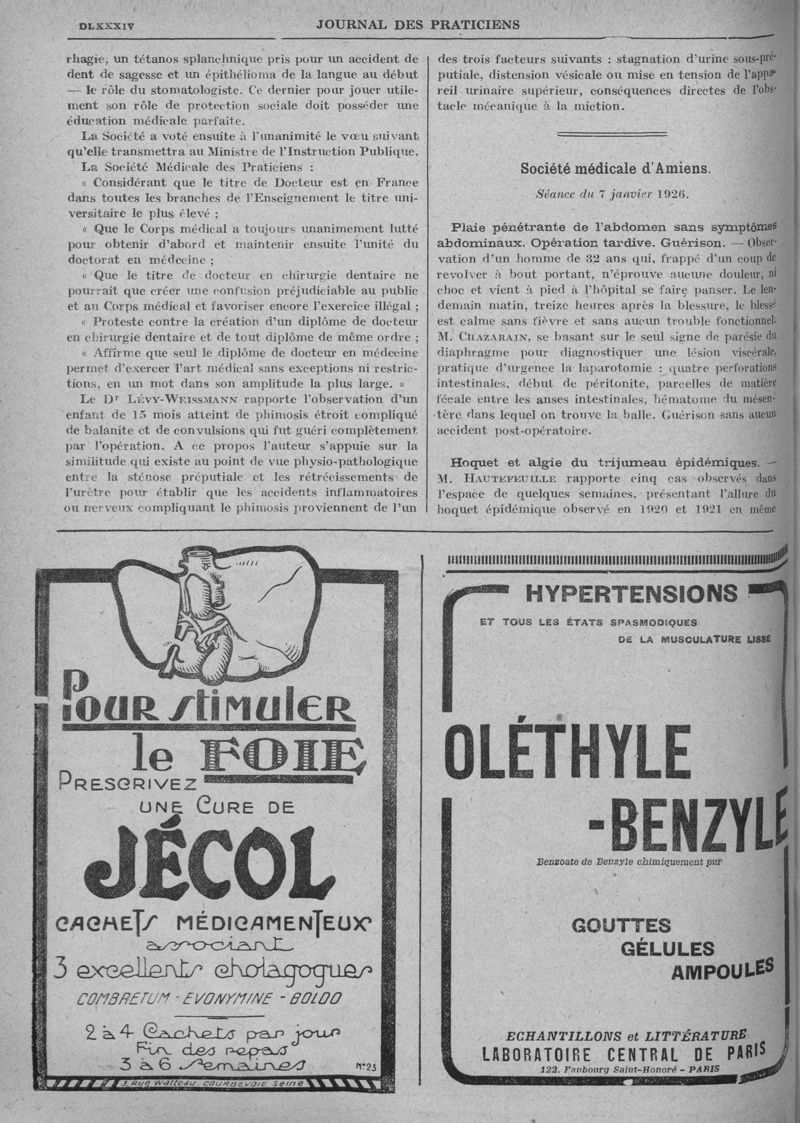 DLXXXIV
JOURNAL DES PRATICIENS
rhagie, un tétanos splanchnique pris pour un accident de
dent de sagesse et un épithélioma de la langue au début
— le rôle du stomatologiste. Ce dernier pour jouer utile-
ment son rôle de protection sociale doit posséder une
éducation médicale parfaite.
La Société a voté ensuite à l'unanimité le vœu suivant
qu'elle transmettra au Ministre de l'Instruction Publique.
La Société Médicale des Praticiens :
« Considérant que le titre de Docteur est en France
dans toutes les branches de l'Enseignement le titre uni-
versitaire le plus élevé ;
« Que le Corps médical a toujours unanimement lutté
pour obtenir d'abord et maintenir ensuite l'unité du
doctorat en médecine ;
« Que le titre de docteur en chirurgie dentaire ne
pourrait que créer une confusion préjudiciable au public
et au Corps médical et favoriser encore l'exercice illégal ;
« Proteste contre la création d'un diplôme de docteur
en chirurgie dentaire et de tout diplôme de même ordre ;
« Affirme que seul le diplôme de docteur en médecine
permet d'exercer l'art médical sans exceptions ni restric-
tions, en un mot dans son amplitude la plus large. »
Le Dr LÉVY-WEISSMANN rapporte l'observation d'un
enfant de 15 mois atteint de phimosis étroit compliqué
de balanite et de convulsions qui fut guéri complètement
par l'opération. A ce propos l'auteur s'appuie sur la
similitude qui existe au point de vue physio-pathologique
entre la sténose préputiale et les rétrécissements de
l'urètre pour établir que les accidents inflammatoires
ou nerveux compliquant le phimosis proviennent de l'un
des trois facteurs suivants : stagnation d'urine sous-pré-
putiale, distension vésicale ou mise en tension de l'appa-
reil urinaire supérieur, conséquences directes de l'obs-
tacle mécanique à la miction.
Société médicale d'Amiens.
Séance du 7 janvier 1926.
Plaie pénétrante de l'abdomen sans symptômes
abdominaux. Opération tardive. Guérison. — Obser-
vation d'un homme de 32 ans qui, frappé d'un coup de
revolver à bout portant, n'éprouve aucune douleur, ni
choc et vient à pied à l'hôpital se faire panser. Le len-
demain matin, treize heures après la blessure, le blessé
est calme sans fièvre et sans aucun trouble fonctionnel.
M. CHAZARAIN, se basant sur le seul signe de parésie du
diaphragme pour diagnostiquer une lésion viscérale,
pratique d'urgence la laparotomie : quatre perforations
intestinales, début de péritonite, parcelles de matière
fécale entre les anses intestinales, hématome du mésen-
tère dans lequel on trouve la balle. Guérison sans aucun
accident post-opératoire.
Hoquet et algie du trijumeau épidémiques. —
M. HAUTEFEUILLE rapporte cinq cas observés dans
l'espace de quelques semaines, présentant l'allure du
hoquet épidémique observé en 1920 et 1921 en même
POUR STIMULER
le FOIE
PRESCRIVEZ
UNE CURE DE
JÉCOL
CACHETS MÉDICAMENTEUX
associant
3 excellents cholagogues
COMBRETUM - EVONYMINE - BOLDO
2 à 4 Cachets par jour
Fin des repas
3 à 6 Semaines
N°23
3, Rue Watteau COURBEVOIE Seine
HYPERTENSIONS
ET TOUS LES ÉTATS SPASMODIQUES
DE LA MUSCULATURE LISSE
OLÉTHYLE
-BENZYLE
Benzoate de Benzyle chimiquement pur
GOUTTES
GÉLULES
AMPOULES
ECHANTILLONS et LITTÉRATURE
LABORATOIRE CENTRAL DE PARIS
122, Faubourg Saint-Honoré - PARIS